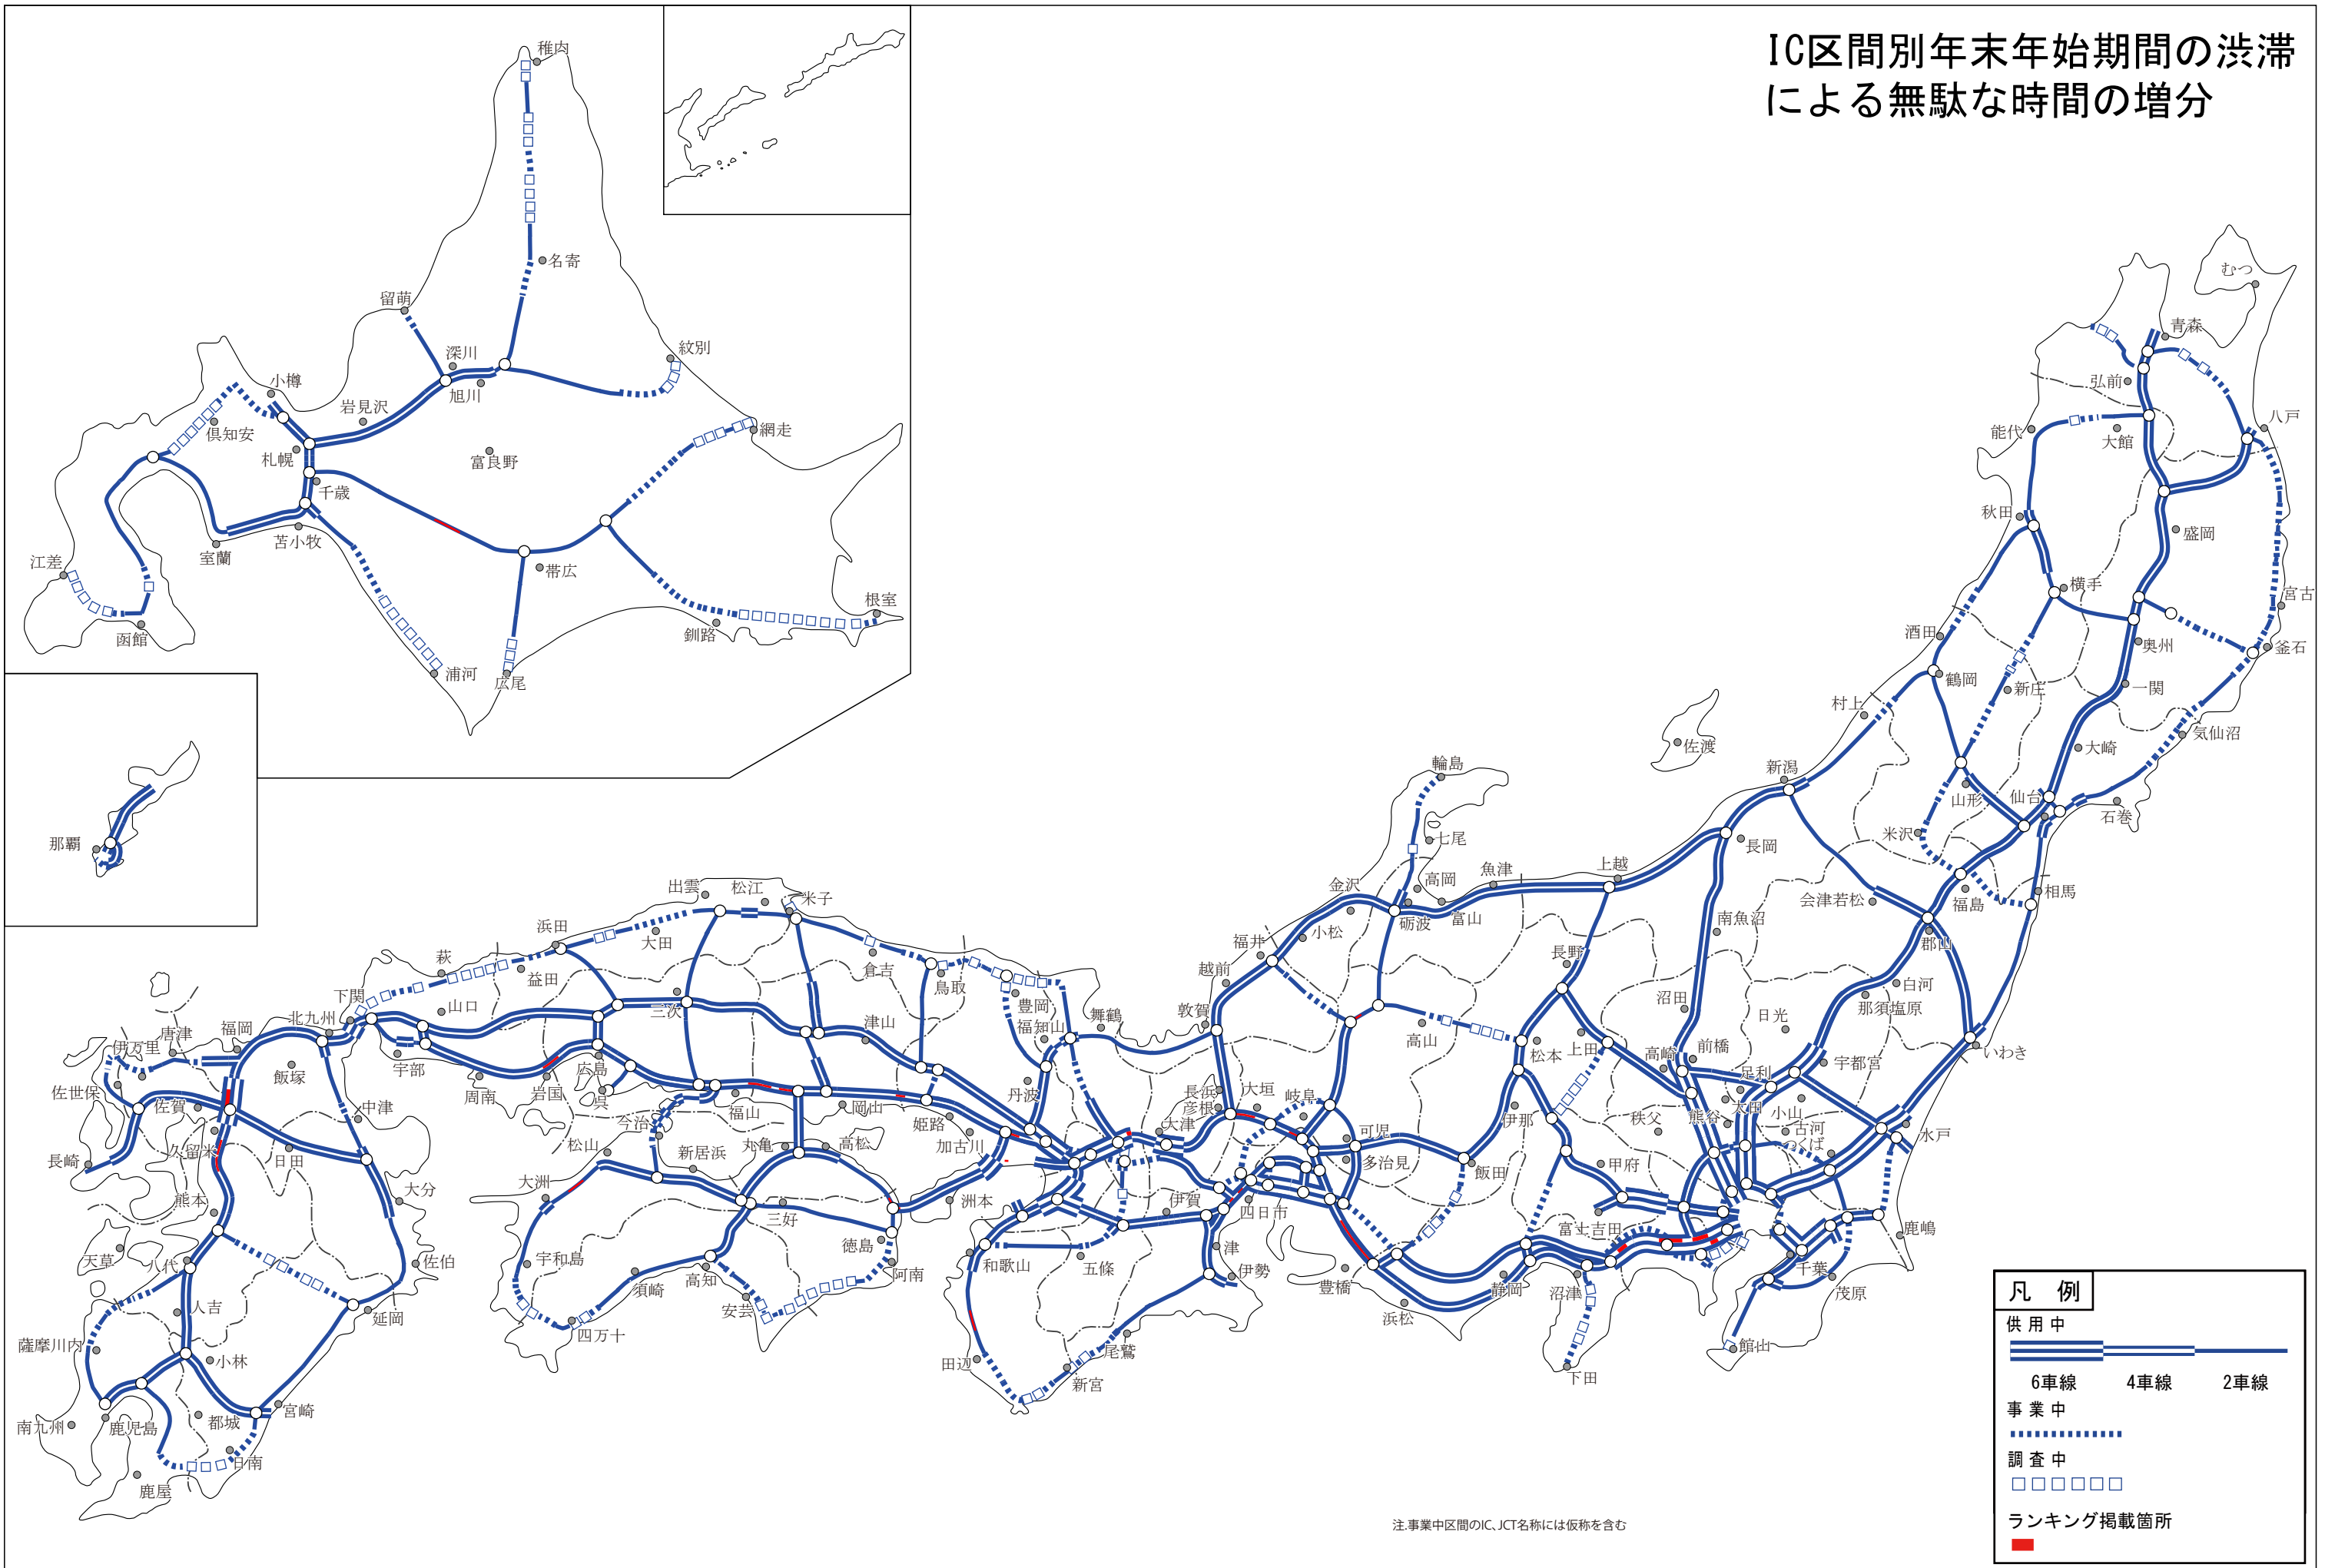 IC区間別年末年始期間の渋滞
による無駄な時間の増分
稚内
名寄
留萌
深川
旭川
紋別
小樽
岩見沢
倶知安
札幌
千歳
富良野
網走
江差
室蘭
苫小牧
帯広
函館
浦河
広尾
釧路
根室
那覇
むつ
青森
弘前
八戸
能代
大館
秋田
盛岡
横手
宮古
酒田
奥州
釜石
鶴岡
新庄
一関
村上
気仙沼
大崎
佐渡
新潟
山形
仙台
石巻
米沢
長岡
会津若松
福島
相馬
郡山
輪島
七尾
高岡
魚津
上越
金沢
砺波
富山
小松
福井
越前
敦賀
南魚沼
長野
白河
那須塩原
沼田
日光
いわき
高山
松本
上田
高崎
前橋
足利
宇都宮
太田
小山
熊谷
秩父
古河
つくば
水戸
伊那
甲府
飯田
富士吉田
鹿嶋
千葉
茂原
館山
静岡
沼津
下田
浜松
豊橋
長浜
彦根
大垣
岐阜
可児
多治見
大津
四日市
伊賀
津
伊勢
尾鷲
新宮
五條
和歌山
田辺
出雲
松江
米子
浜田
大田
倉吉
鳥取
豊岡
福知山
舞鶴
萩
益田
山口
下関
三次
津山
丹波
宇部
周南
岩国
広島
呉
福山
岡山
姫路
加古川
洲本
今治
松山
新居浜
丸亀
高松
大洲
三好
徳島
阿南
宇和島
須崎
高知
安芸
四万十
北九州
福岡
唐津
伊万里
飯塚
佐世保
佐賀
中津
久留米
日田
長崎
熊本
大分
天草
八代
佐伯
人吉
延岡
薩摩川内
小林
南九州
鹿児島
都城
宮崎
日南
鹿屋
凡 例
供用中
6車線 4車線 2車線
事業中
調査中
ランキング掲載箇所
注.事業中区間のIC、JCT名称には仮称を含む